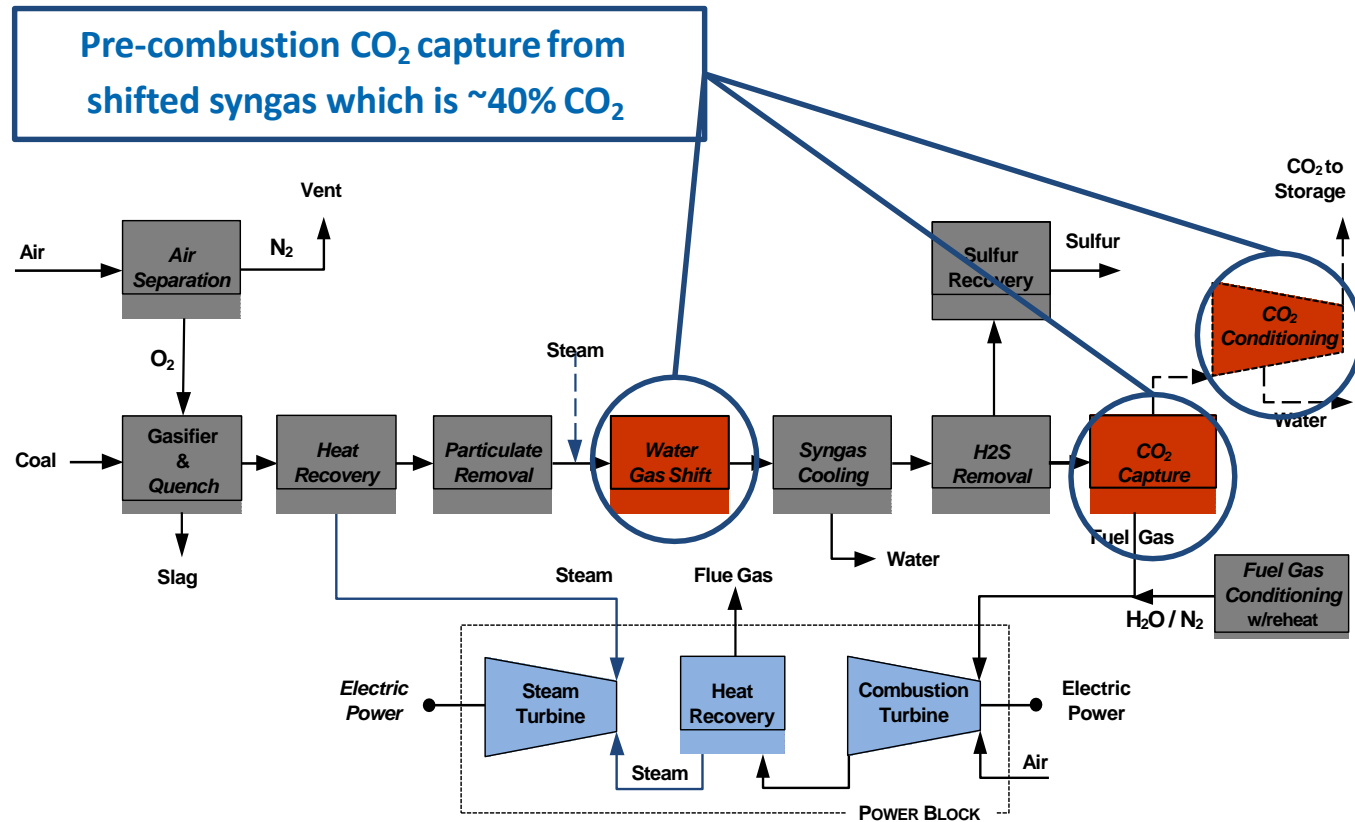 Pre-combustion CO₂ capture from
shifted syngas which is ~40% CO₂
CO₂ to
Storage
Vent
Air
Air
Separation
N₂
Sulfur
Recovery
Sulfur
CO₂
Conditioning
O₂
Steam
Water
Coal
Gasifier
&
Quench
Heat
Recovery
Particulate
Removal
Water
Gas Shift
Syngas
Cooling
H2S
Removal
CO₂
Capture
Slag
Water
Fuel Gas
Steam
Flue Gas
Fuel Gas
Conditioning
w/reheat
H₂O / N₂
Electric
Power
Steam
Turbine
Heat
Recovery
Combustion
Turbine
Electric
Power
Steam
Air
POWER BLOCK